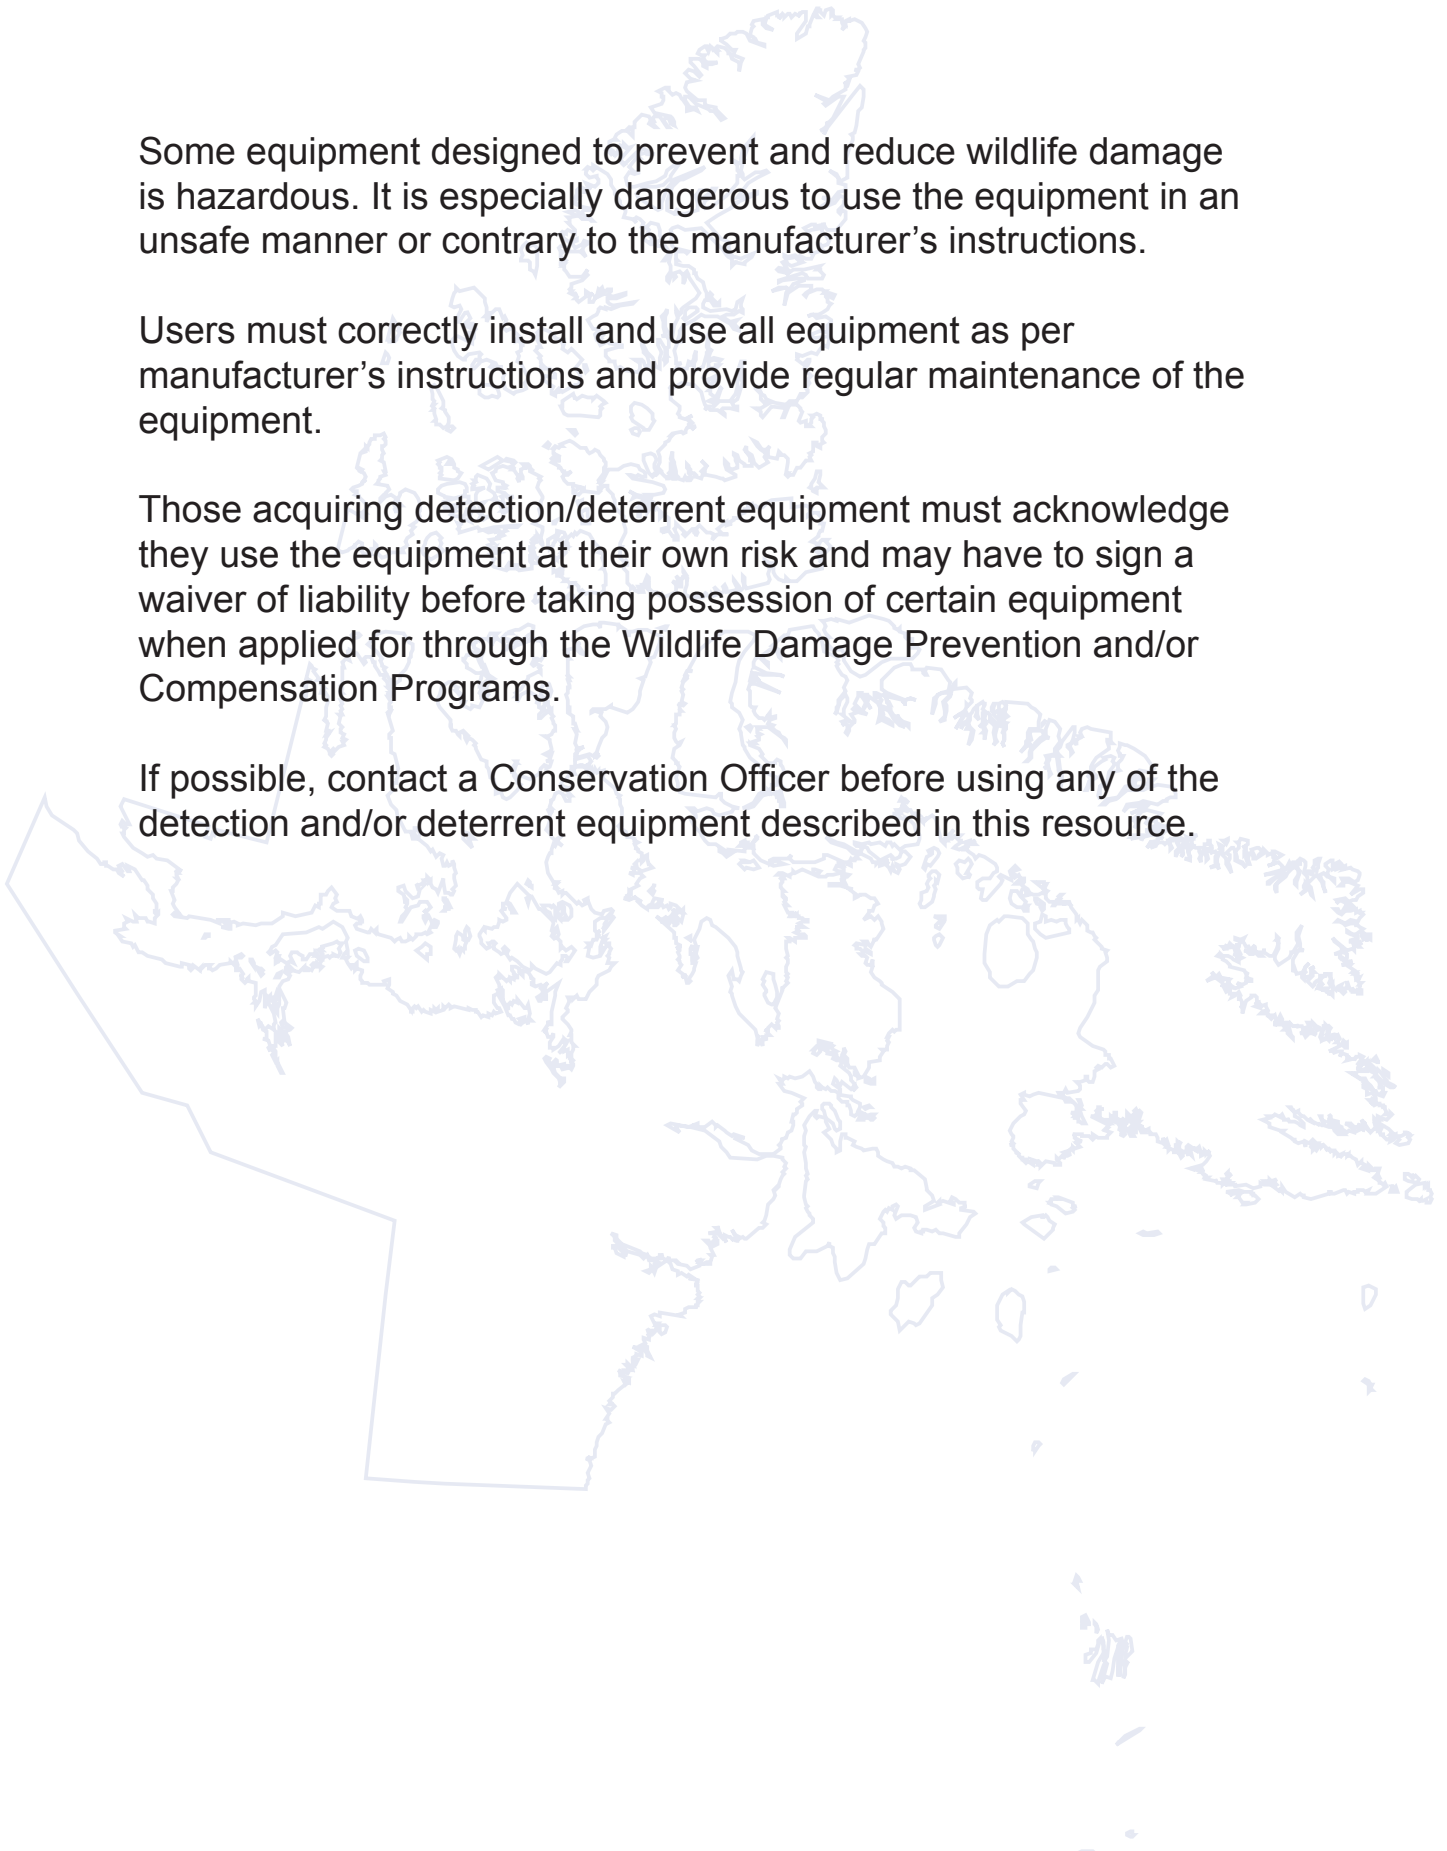 Some equipment designed to prevent and reduce wildlife damage
is hazardous. It is especially dangerous to use the equipment in an
unsafe manner or contrary to the manufacturer’s instructions.
Users must correctly install and use all equipment as per
manufacturer’s instructions and provide regular maintenance of the
equipment.
Those acquiring detection/deterrent equipment must acknowledge
they use the equipment at their own risk and may have to sign a
waiver of liability before taking possession of certain equipment
when applied for through the Wildlife Damage Prevention and/or
Compensation Programs.
If possible, contact a Conservation Officer before using any of the
detection and/or deterrent equipment described in this resource.